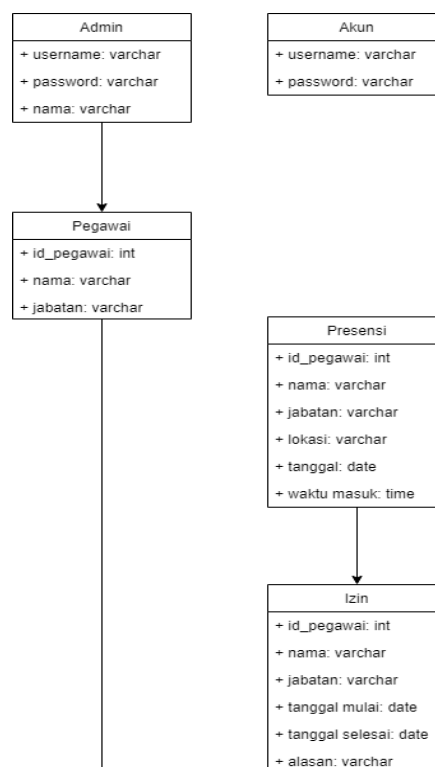 Admin
+ username: varchar
+ password: varchar
+ nama: varchar
Akun
+ username: varchar
+ password: varchar
Pegawai
+ id_pegawai: int
+ nama: varchar
+ jabatan: varchar
Presensi
+ id_pegawai: int
+ nama: varchar
+ jabatan: varchar
+ lokasi: varchar
+ tanggal: date
+ waktu masuk: time
Izin
+ id_pegawai: int
+ nama: varchar
+ jabatan: varchar
+ tanggal mulai: date
+ tanggal selesai: date
+ alasan: varchar